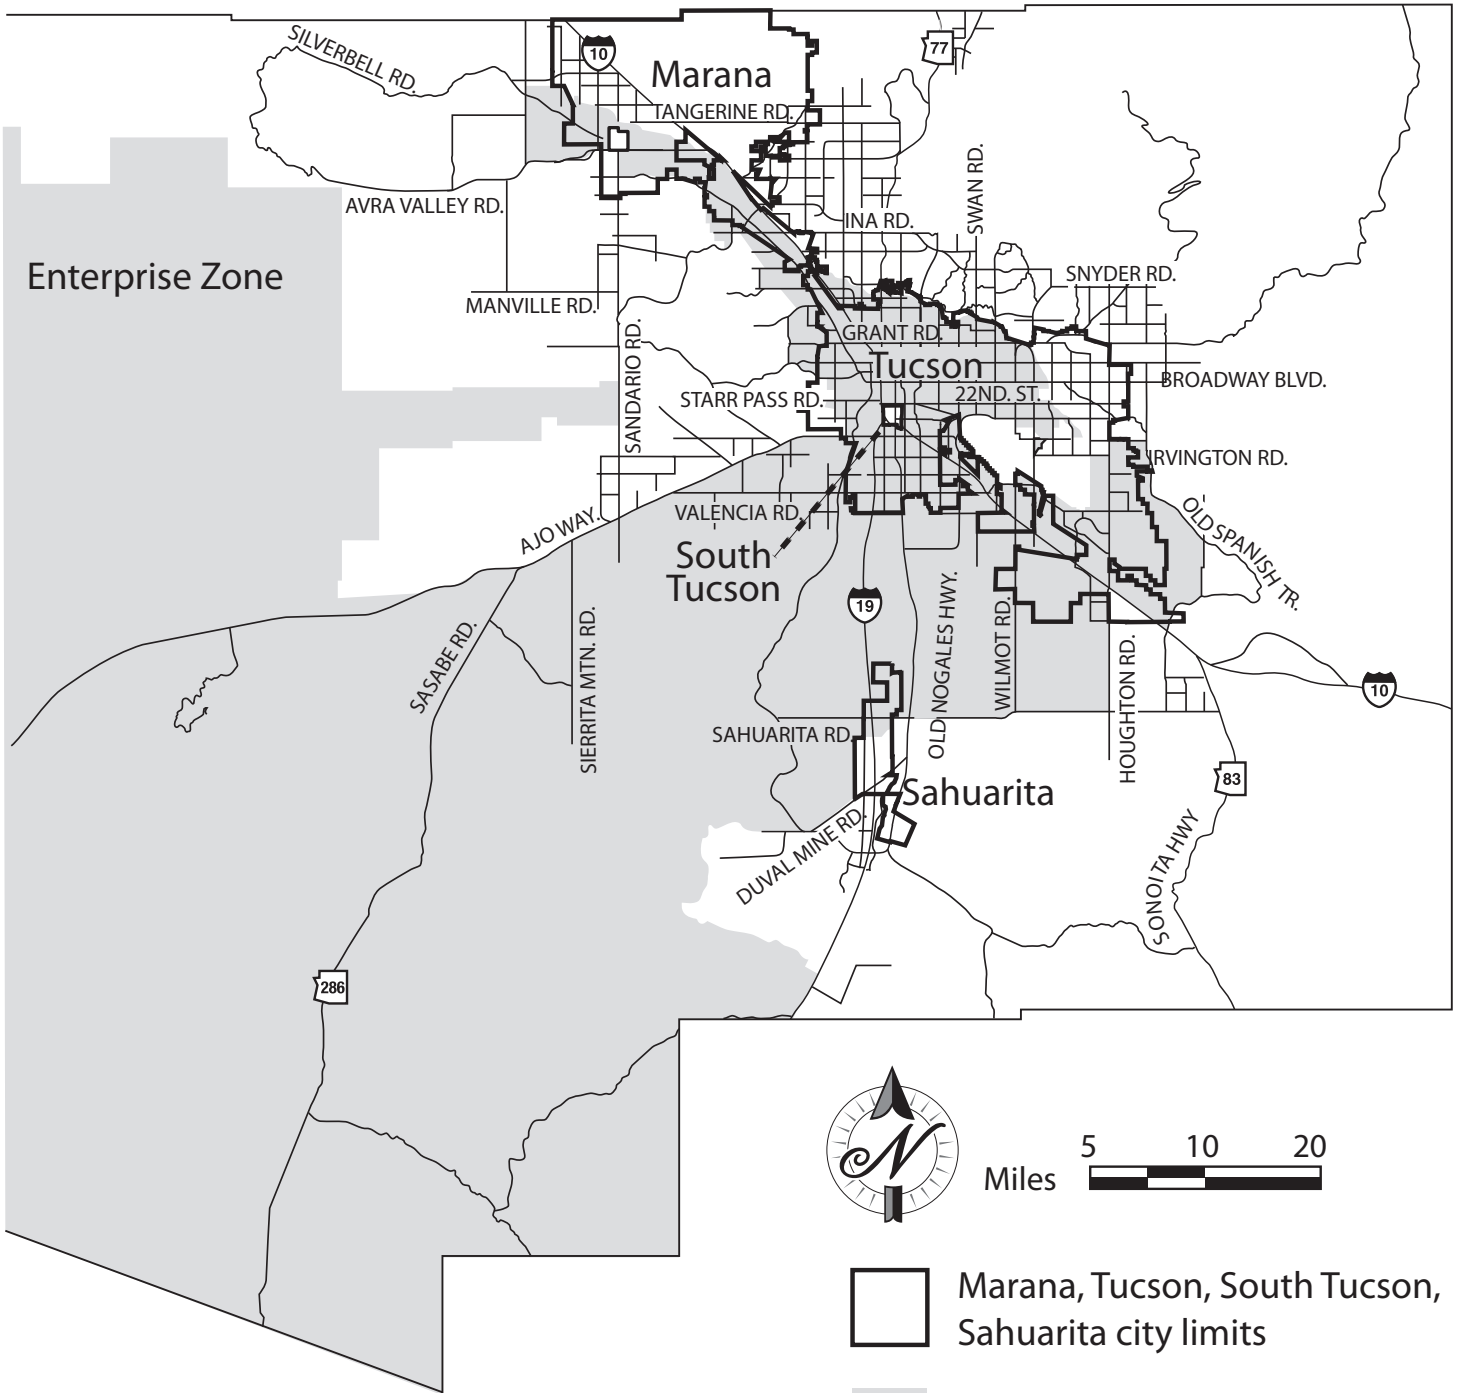 SILVERBELL RD.
10
77
Marana
TANGERINE RD.
SWAN RD.
AVRA VALLEY RD.
INA RD.
Enterprise Zone
SNYDER RD.
MANVILLE RD.
SANDARIO RD.
GRANT RD.
Tucson
BROADWAY BLVD.
STARR PASS RD.
22ND. ST.
IRVINGTON RD.
VALENCIA RD.
AJO WAY.
OLD SPANISH TR.
South
Tucson
19
OLD NOGALES HWY.
WILMOT RD.
SASABE RD.
SIERRITA MTN. RD.
HOUGHTON RD.
10
SAHUARITA RD.
83
Sahuarita
DUVAL MINE RD.
SONOITA HWY
286
N
5 10 20
Miles
Marana, Tucson, South Tucson,
Sahuarita city limits